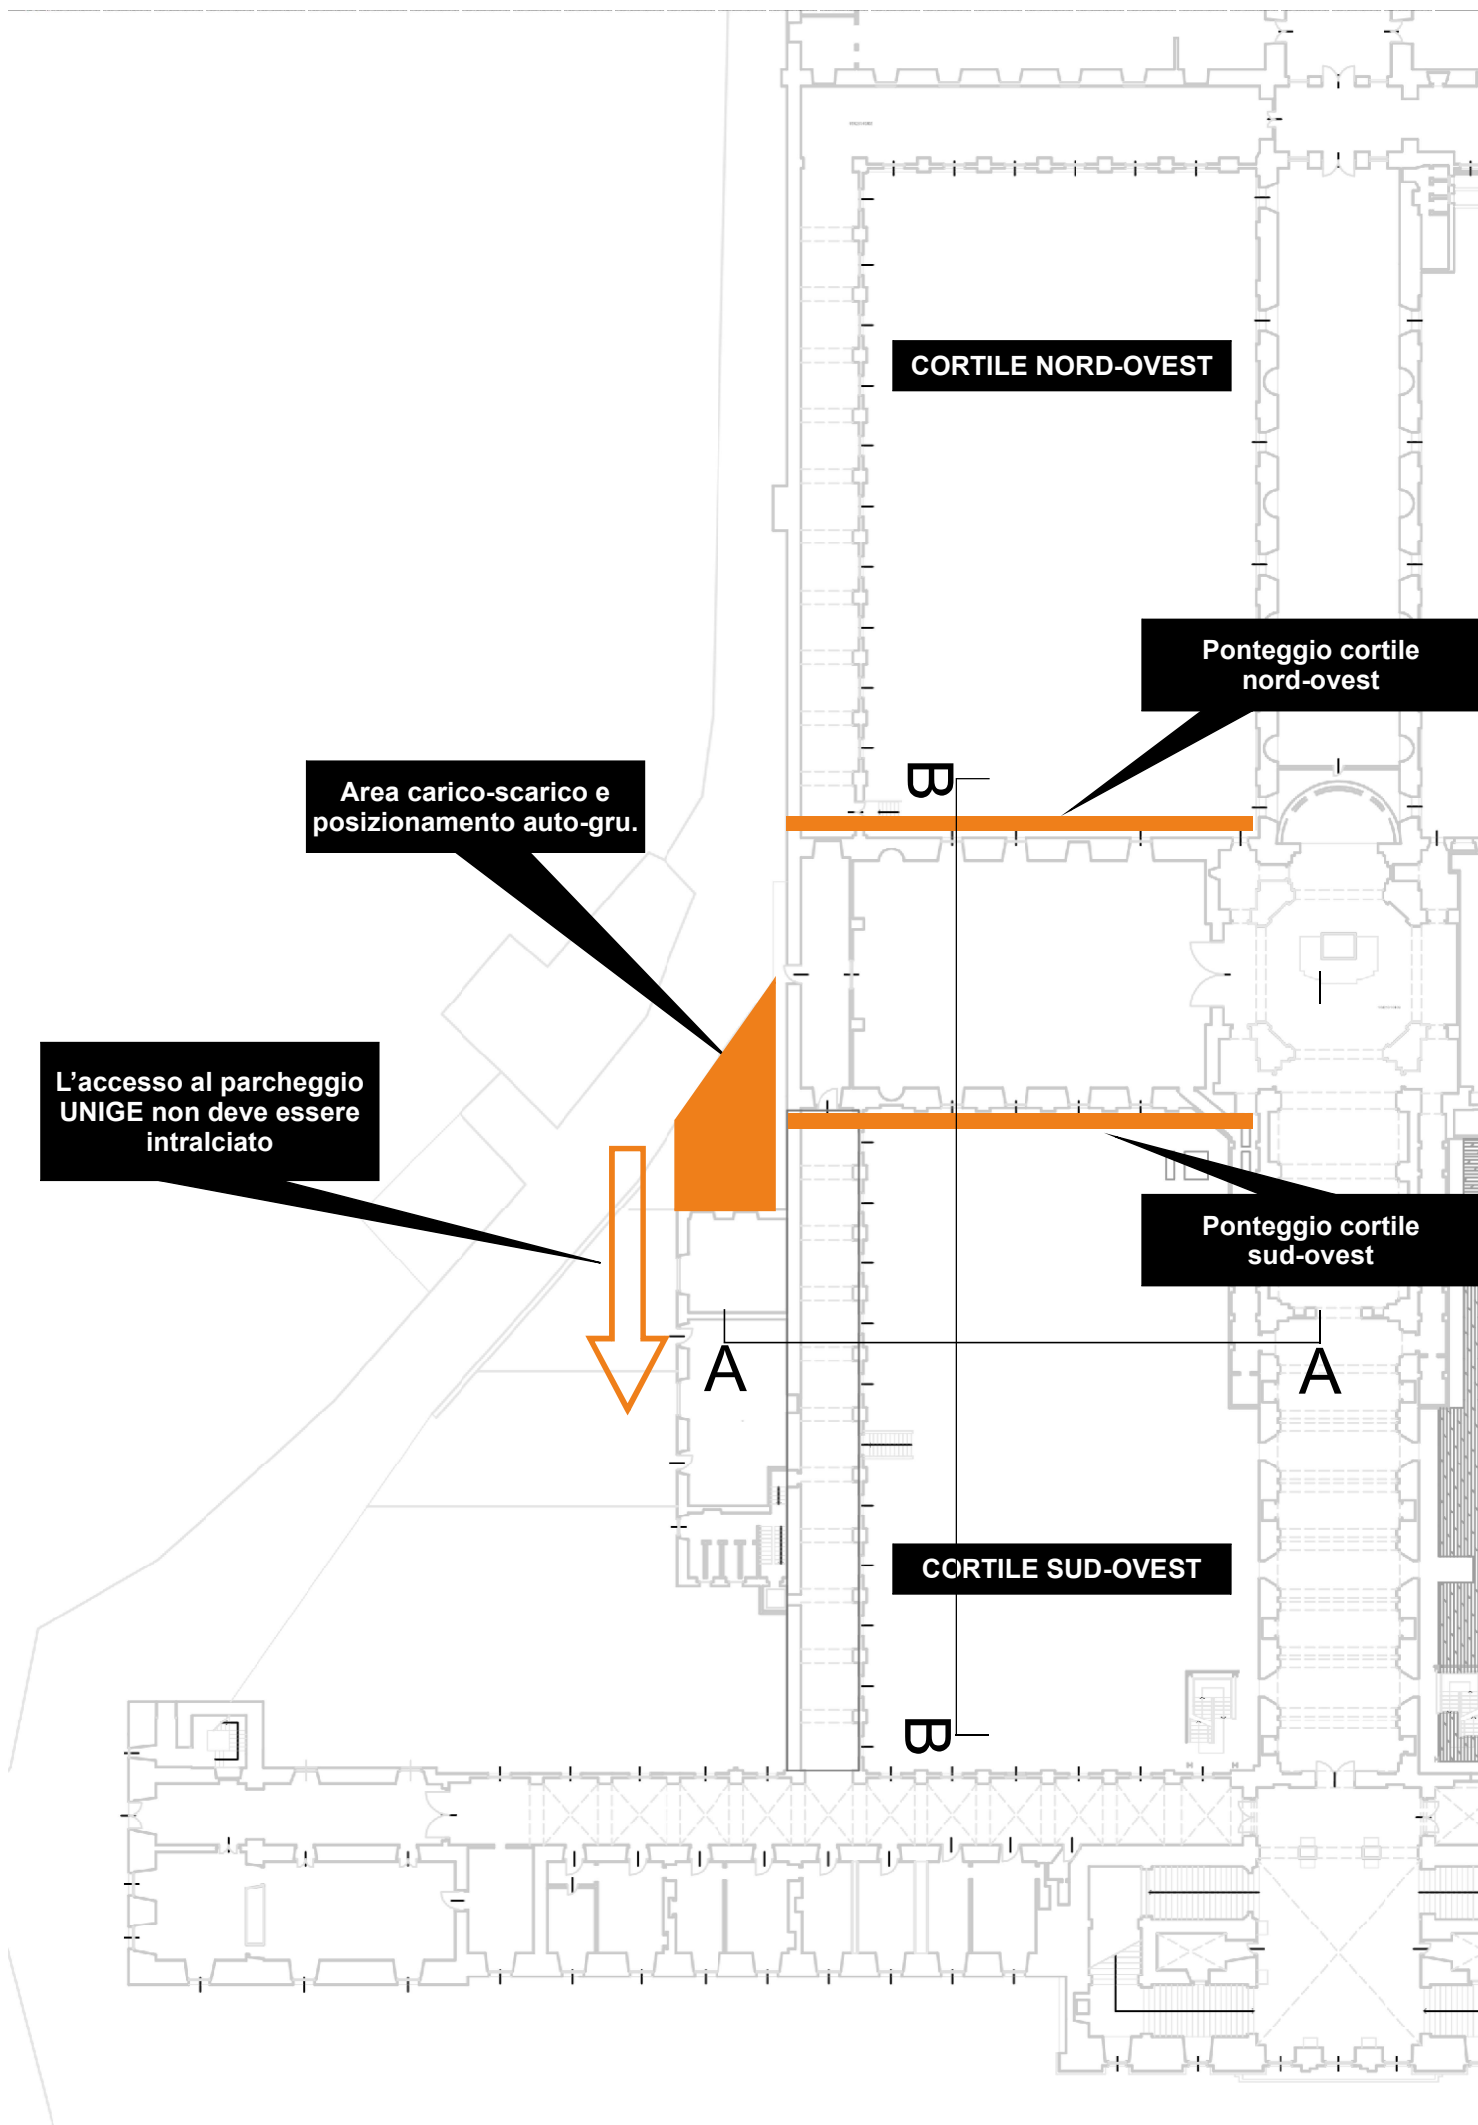 CORTILE NORD-OVEST
Ponteggio cortile
nord-ovest
B
Area carico-scarico e
posizionamento auto-gru.
L’accesso al parcheggio
UNIGE non deve essere
intralciato
Ponteggio cortile
sud-ovest
A
A
CORTILE SUD-OVEST
B